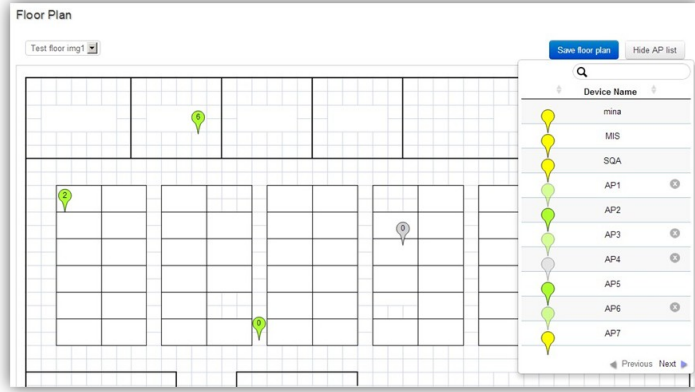 Floor Plan
Test floor img1
Save floor plan
Hide AP list
Device Name
mina
MIS
SQA
AP1
AP2
AP3
AP4
AP5
AP6
AP7
Previous Next
6
2
0
0